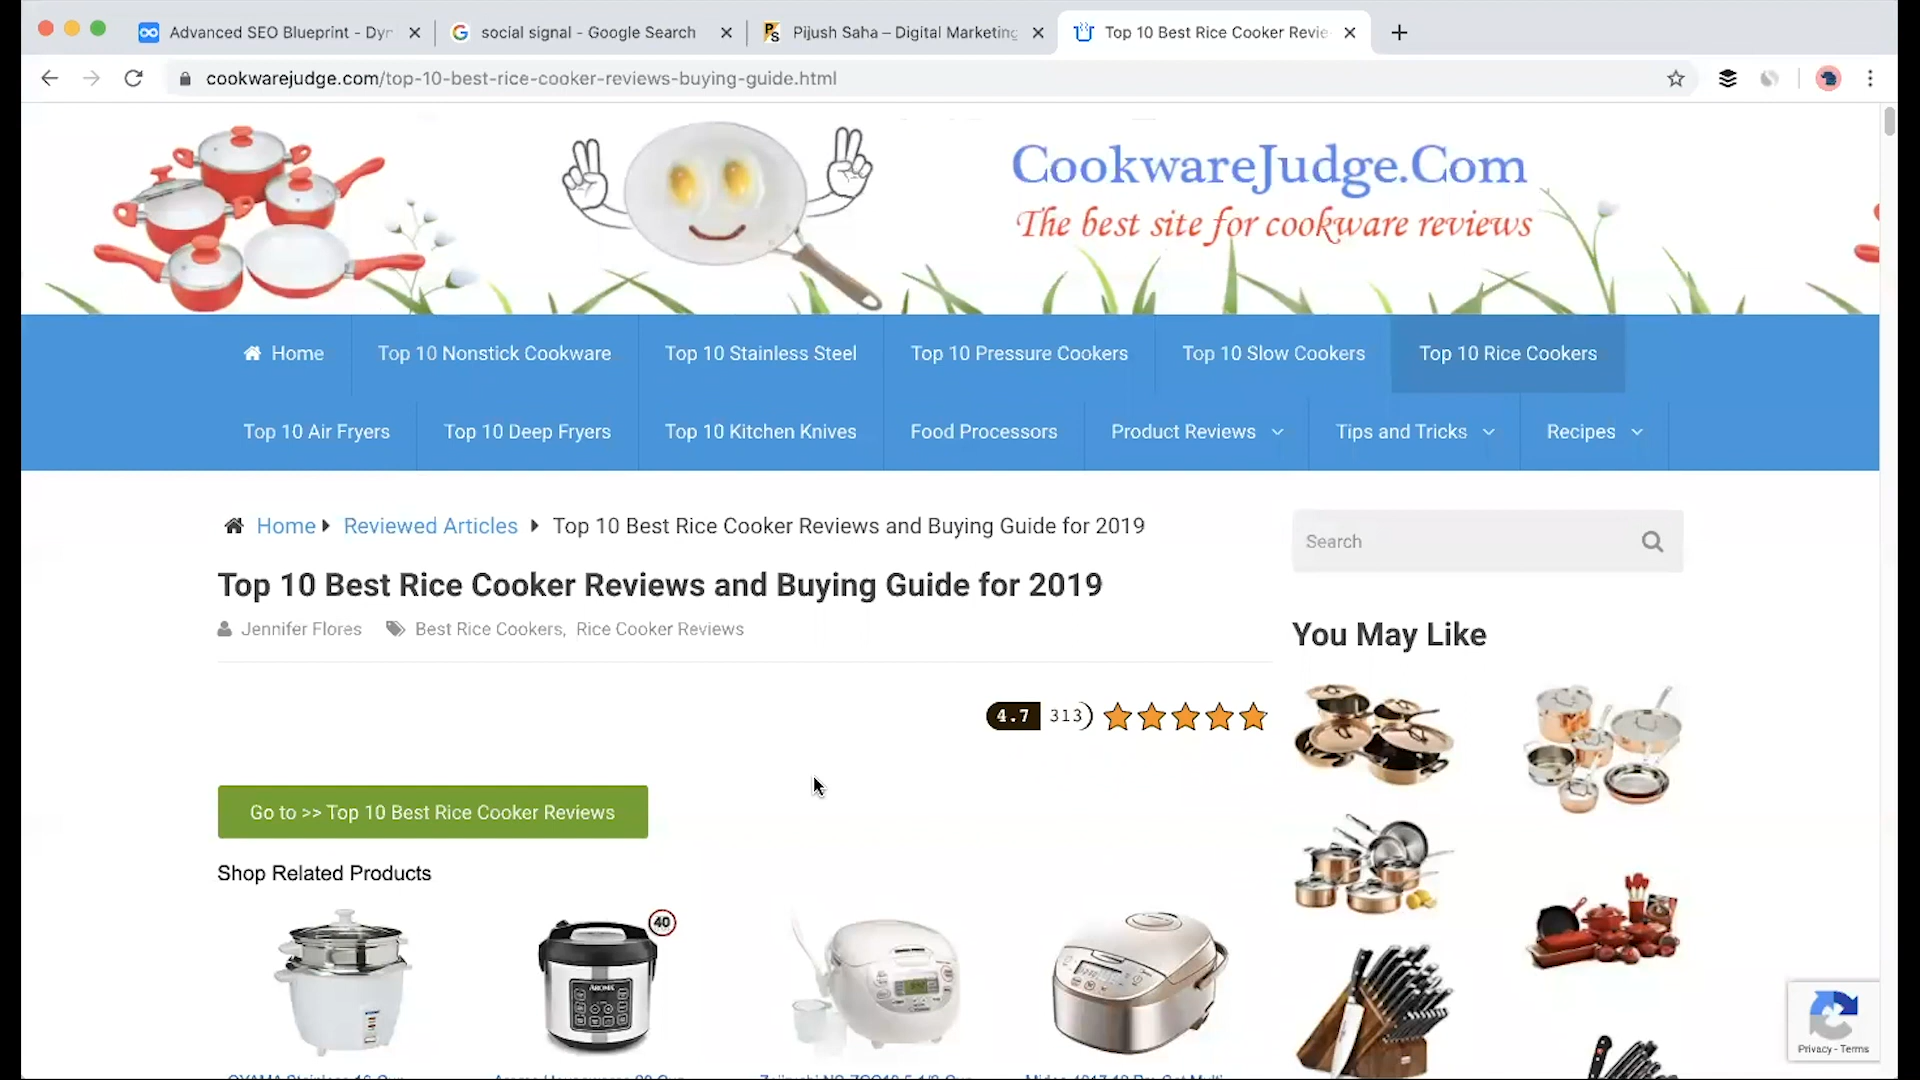 Advanced SEO Blueprint - Dyn
social signal - Google Search
Pijush Saha – Digital Marketing
Top 10 Best Rice Cooker Revie
cookwarejudge.com/top-10-best-rice-cooker-reviews-buying-guide.html
CookwareJudge.Com
The best site for cookware reviews
Home
Top 10 Nonstick Cookware
Top 10 Stainless Steel
Top 10 Pressure Cookers
Top 10 Slow Cookers
Top 10 Rice Cookers
Top 10 Air Fryers
Top 10 Deep Fryers
Top 10 Kitchen Knives
Food Processors
Product Reviews
Tips and Tricks
Recipes
Home Reviewed Articles Top 10 Best Rice Cooker Reviews and Buying Guide for 2019
Search
Top 10 Best Rice Cooker Reviews and Buying Guide for 2019
Jennifer Flores Best Rice Cookers, Rice Cooker Reviews
You May Like
4.7 313)
Go to >> Top 10 Best Rice Cooker Reviews
Shop Related Products
40
AROMA
Privacy - Terms